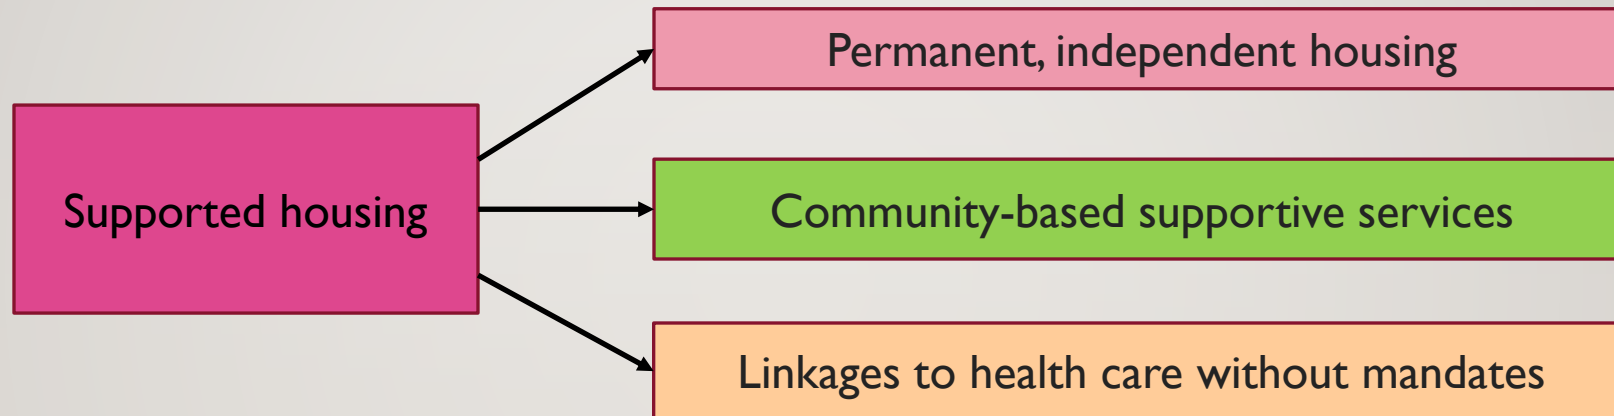 Permanent, independent housing
Supported housing
Community-based supportive services
Linkages to health care without mandates